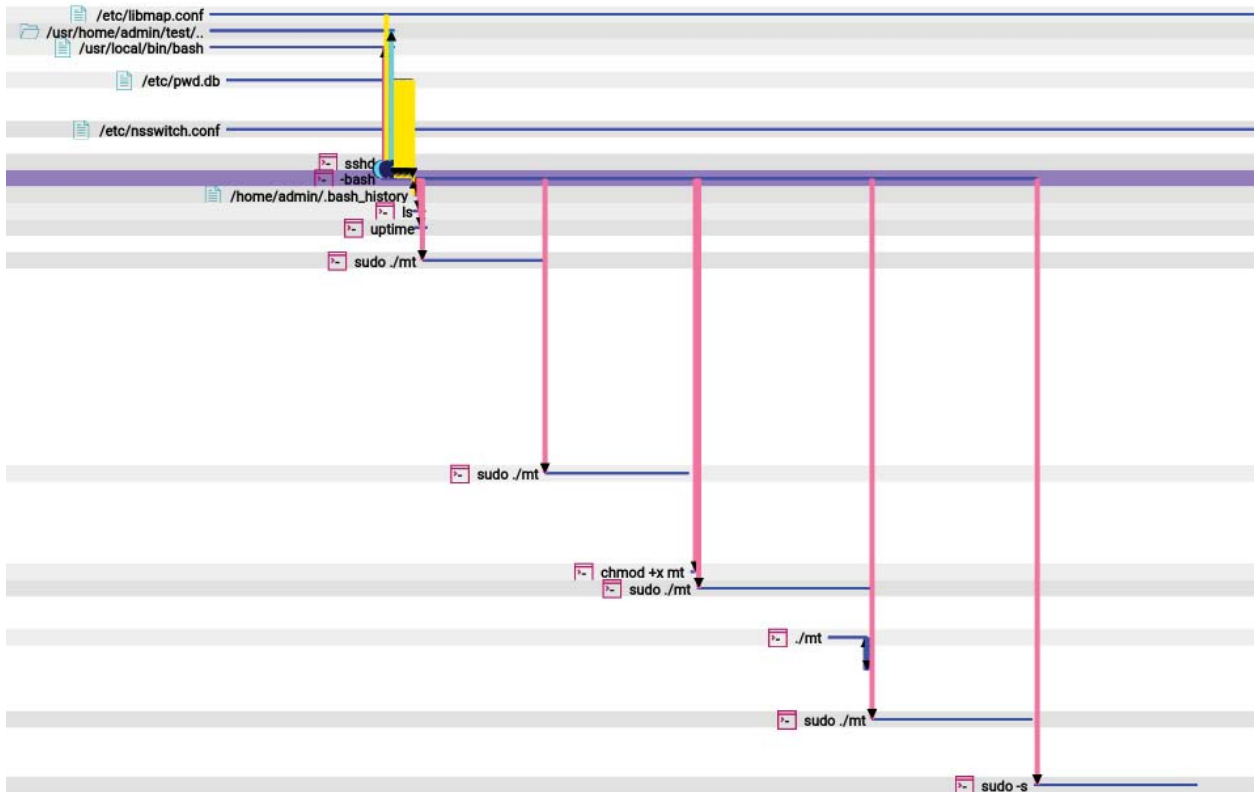 /etc/libmap.conf
/usr/home/admin/test/..
/usr/local/bin/bash
/etc/pwd.db
/etc/nsswitch.conf
sshd
-bash
/home/admin/.bash_history
ls
uptime
sudo ./mt
sudo ./mt
chmod +x mt
sudo ./mt
./mt
sudo ./mt
sudo -s